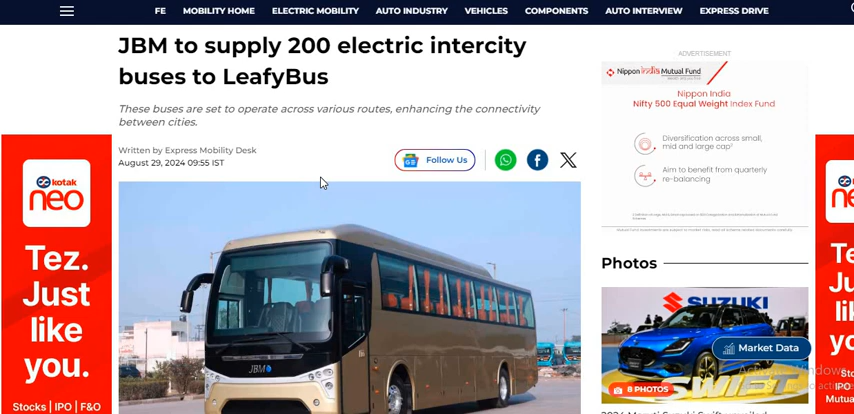 FE MOBILITY HOME ELECTRIC MOBILITY AUTO INDUSTRY VEHICLES COMPONENTS AUTO INTERVIEW EXPRESS DRIVE
JBM to supply 200 electric intercity
buses to LeafyBus
These buses are set to operate across various routes, enhancing the connectivity
between cities.
Written by Express Mobility Desk
August 29, 2024 09:55 IST
Follow Us
JBM
kotak
neo
Tez.
Just
like
you.
Stocks | IPO | F&O
ADVERTISEMENT
Nippon india Mutual Fund
Nippon India
Nifty 500 Equal Weight Index Fund
Diversification across small,
mid and large cap
Aim to benefit from quarterly
re-balancing
Photos
SUZUKI
SWIFT
8 PHOTOS
Market Data